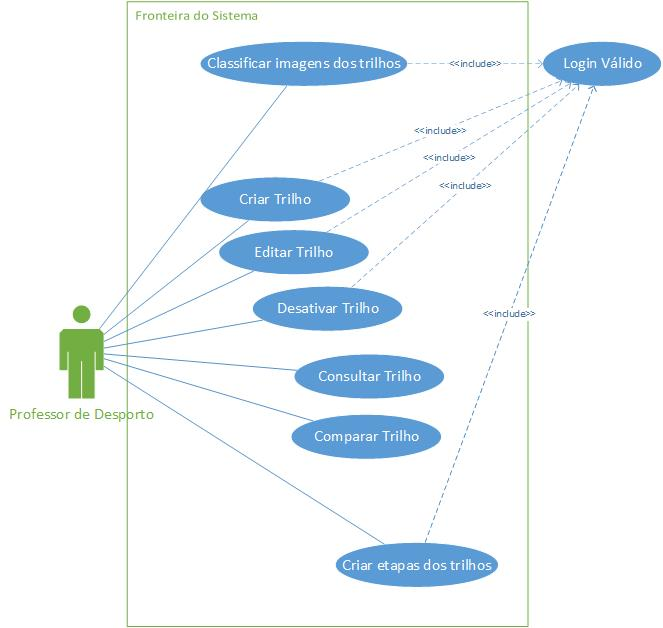 Fronteira do Sistema
Classificar imagens dos trilhos
<<include>>
Login Válido
<<include>>
<<include>>
<<include>>
Criar Trilho
Editar Trilho
Desativar Trilho
<<include>>
Consultar Trilho
Professor de Desporto
Comparar Trilho
Criar etapas dos trilhos